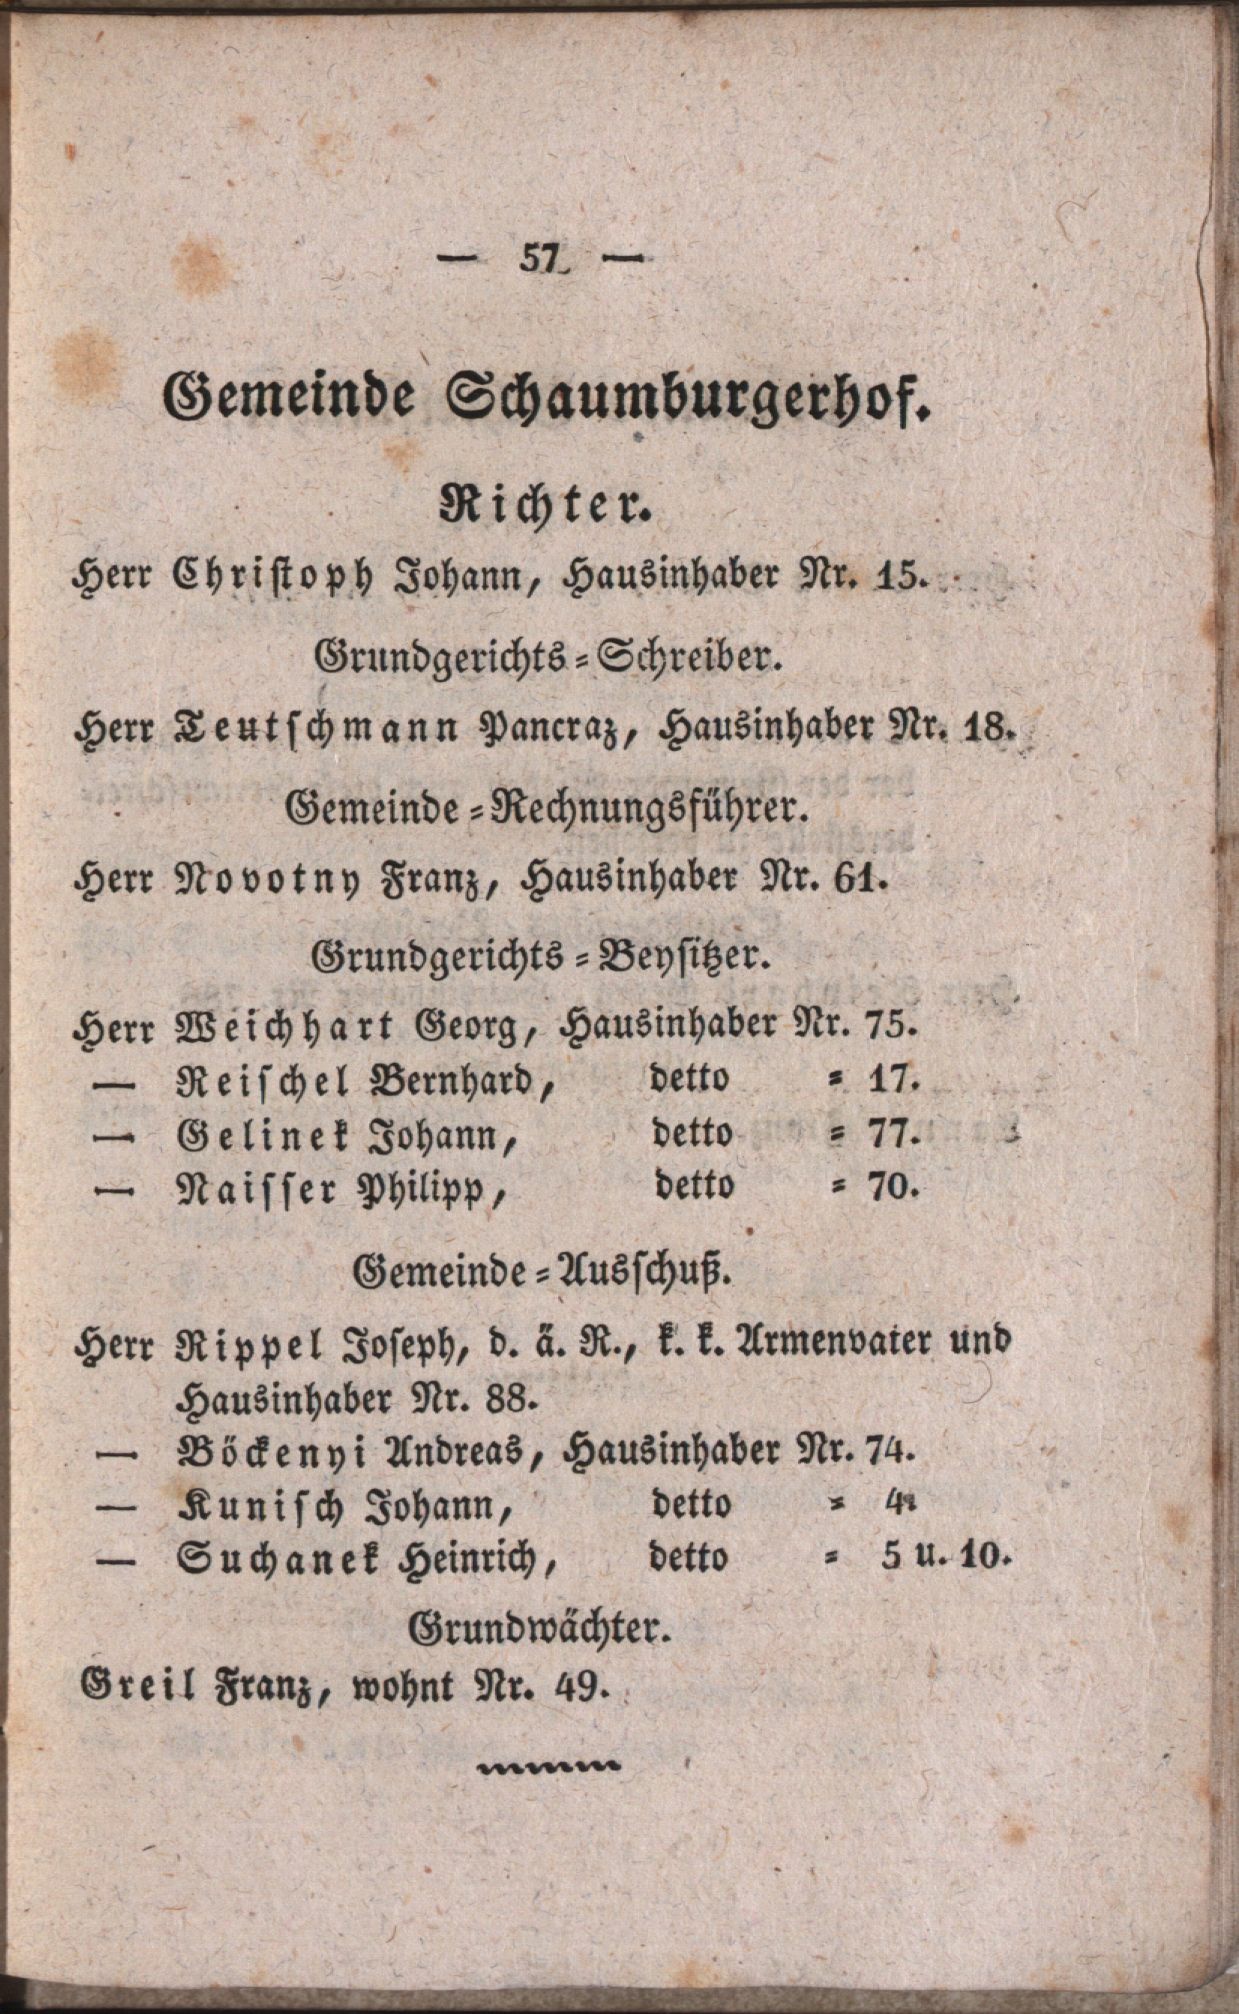 — 57 —
Gemeinde Schaumburgerhof.
Richter.
Herr Christoph Johann, Hausinhaber Nr. 15.
Grundgerichts=Schreiber.
Herr Teutschmann Pancraz, Hausinhaber Nr. 18.
Gemeinde=Rechnungsführer.
Herr Novotny Franz, Hausinhaber Nr. 61.
Grundgerichts=Beysitzer.
Herr Weichhart Georg, Hausinhaber Nr. 75.
— Reischel Bernhard, detto = 17.
— Gelinek Johann, detto = 77.
— Naisser Philipp, detto = 70.
Gemeinde=Ausschuß.
Herr Rippel Joseph, d. ä. R., k. k. Armenvater und
Hausinhaber Nr. 88.
— Böckenyi Andreas, Hausinhaber Nr. 74.
— Kunisch Johann, detto = 4.
— Suchanek Heinrich, detto = 5 u. 10.
Grundwächter.
Greil Franz, wohnt Nr. 49.